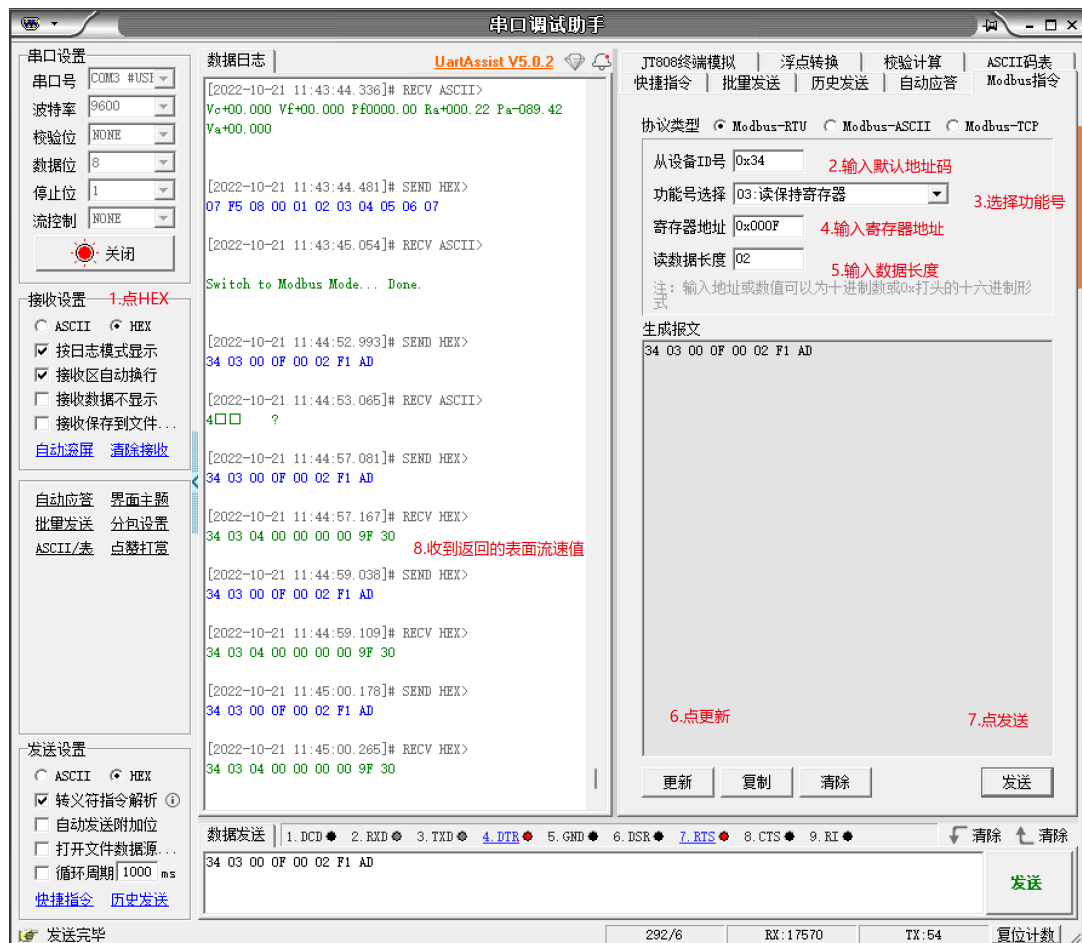 串口调试助手
串口设置
串口号 COM3 #USI
波特率 9600
校验位 NONE
数据位 8
停止位 1
流控制 NONE
关闭
接收设置 1.点HEX
ASCII HEX
按日志模式显示
接收区自动换行
接收数据不显示
接收保存到文件...
自动滚屏 清除接收
自动应答 界面主题
批量发送 分包设置
ASCII/表 点赞打赏
发送设置
ASCII HEX
转义符指令解析
自动发送附加位
打开文件数据源...
循环周期 1000 ms
快捷指令 历史发送
数据日志 UartAssist V5.0.2
[2022-10-21 11:43:44.336]# RECV ASCII>
Vc+00.000 Vf+00.000 Pf0000.00 Ra+000.22 Pa-089.42
Va+00.000
[2022-10-21 11:43:44.481]# SEND HEX>
07 F5 08 00 01 02 03 04 05 06 07
[2022-10-21 11:43:45.054]# RECV ASCII>
Switch to Modbus Mode... Done.
[2022-10-21 11:44:52.993]# SEND HEX>
34 03 00 0F 00 02 F1 AD
[2022-10-21 11:44:53.065]# RECV ASCII>
4□□ ?
[2022-10-21 11:44:57.081]# SEND HEX>
34 03 00 0F 00 02 F1 AD
[2022-10-21 11:44:57.167]# RECV HEX>
34 03 04 00 00 00 00 9F 30
8.收到返回的表面流速值
[2022-10-21 11:44:59.038]# SEND HEX>
34 03 00 0F 00 02 F1 AD
[2022-10-21 11:44:59.109]# RECV HEX>
34 03 04 00 00 00 00 9F 30
[2022-10-21 11:45:00.178]# SEND HEX>
34 03 00 0F 00 02 F1 AD
[2022-10-21 11:45:00.265]# RECV HEX>
34 03 04 00 00 00 00 9F 30
JT808终端模拟 浮点转换 校验计算 ASCII码表
快捷指令 批量发送 历史发送 自动应答 Modbus指令
协议类型 Modbus-RTU Modbus-ASCII Modbus-TCP
从设备ID号 0x34 2.输入默认地址码
功能号选择 03:读保持寄存器 3.选择功能号
寄存器地址 0x000F 4.输入寄存器地址
读数据长度 02 5.输入数据长度
注: 输入地址或数值可以为十进制数或0x打头的十六进制形
式
生成报文
34 03 00 0F 00 02 F1 AD
6.点更新 7.点发送
更新 复制 清除 发送
数据发送 1.DCD 2.RXD 3.TXD 4.DTR 5.GND 6.DSR 7.RTS 8.CTS 9.RI 清除 清除
34 03 00 0F 00 02 F1 AD
发送
发送完毕 292/6 RX:17570 TX:54 复位计数